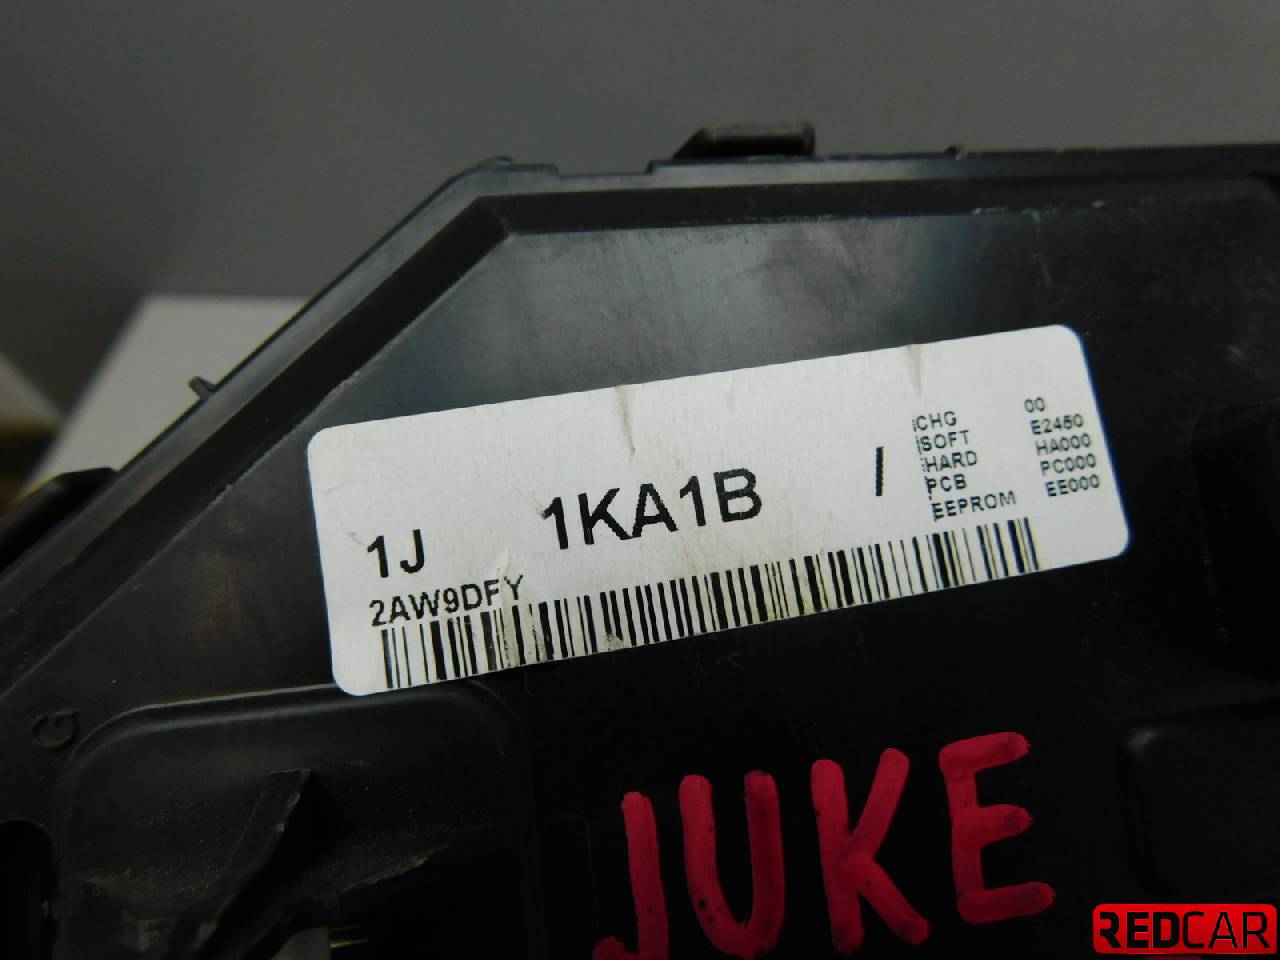 1J 1KA1B /
2AW9DFY
CHG 00
SOFT E2450
HARD HA000
PCB PC000
EEPROM EE000
G
JUKE
REDCAR